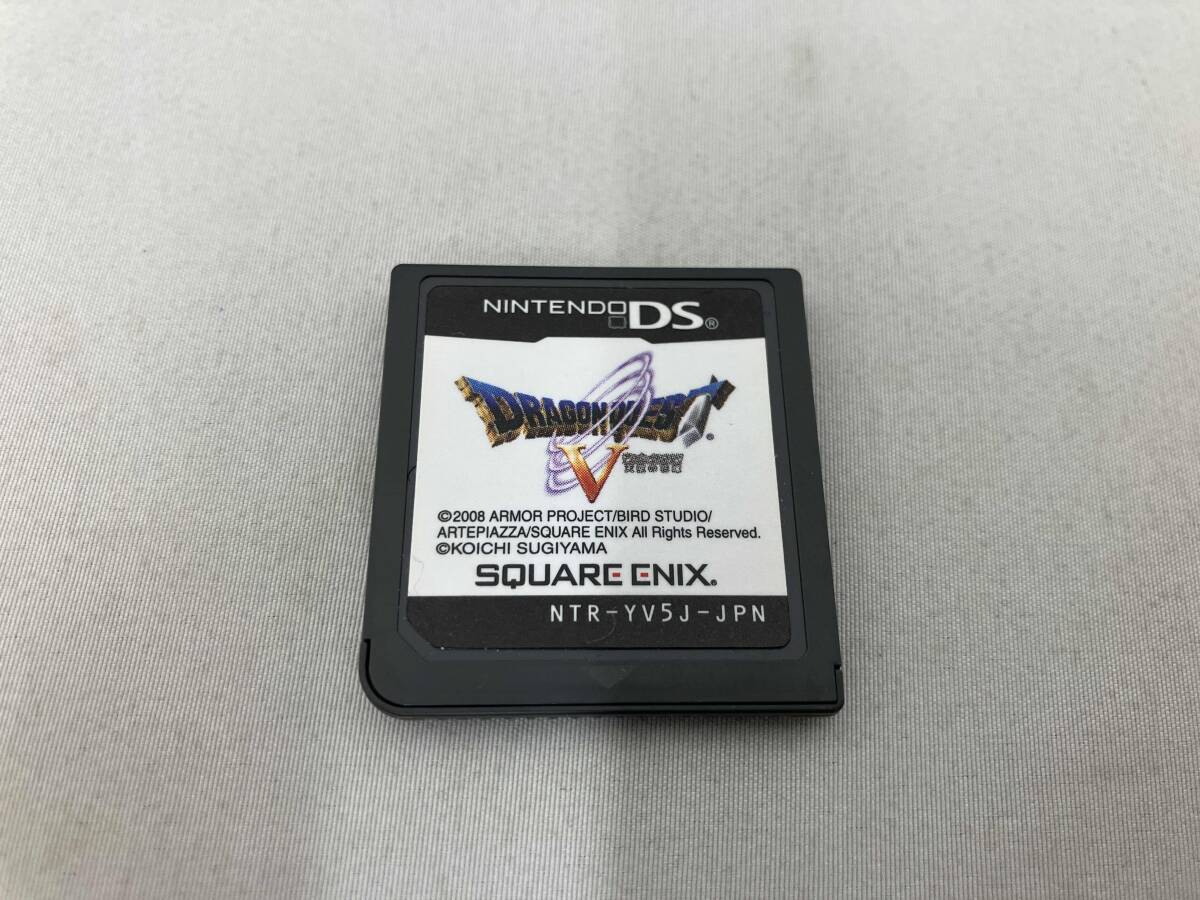 NINTENDO DS®
DRAGON QUEST®
V
©2008 ARMOR PROJECT/BIRD STUDIO/
ARTEPIAZZA/SQUARE ENIX All Rights Reserved.
©KOICHI SUGIYAMA
SQUARE ENIX®
NTR-YV5J-JPN